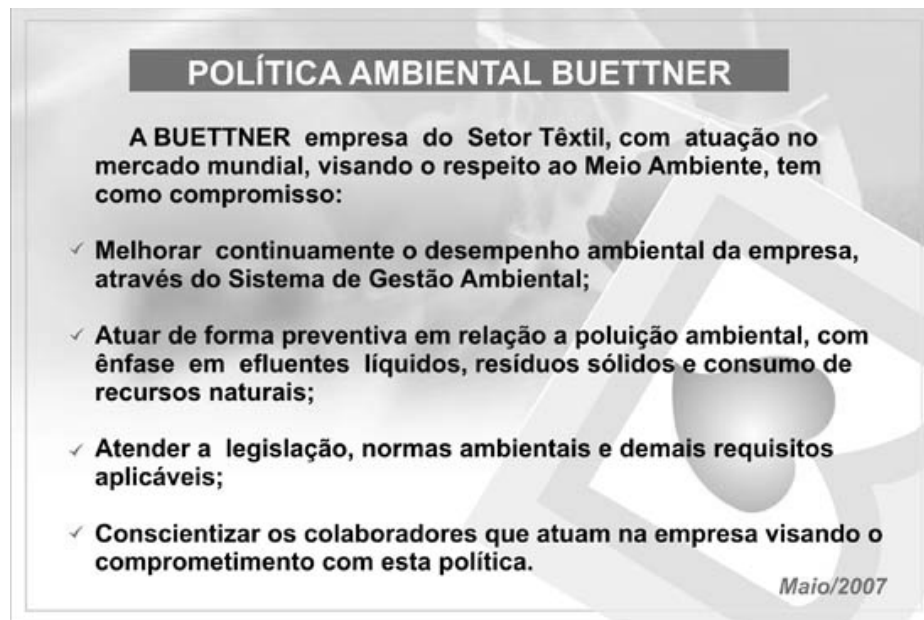 POLÍTICA AMBIENTAL BUETTNER
A BUETTNER empresa do Setor Têxtil, com atuação no
mercado mundial, visando o respeito ao Meio Ambiente, tem
como compromisso:
✓ Melhorar continuamente o desempenho ambiental da empresa,
através do Sistema de Gestão Ambiental;
✓ Atuar de forma preventiva em relação a poluição ambiental, com
ênfase em efluentes líquidos, resíduos sólidos e consumo de
recursos naturais;
✓ Atender a legislação, normas ambientais e demais requisitos
aplicáveis;
✓ Conscientizar os colaboradores que atuam na empresa visando o
comprometimento com esta política.
Maio/2007